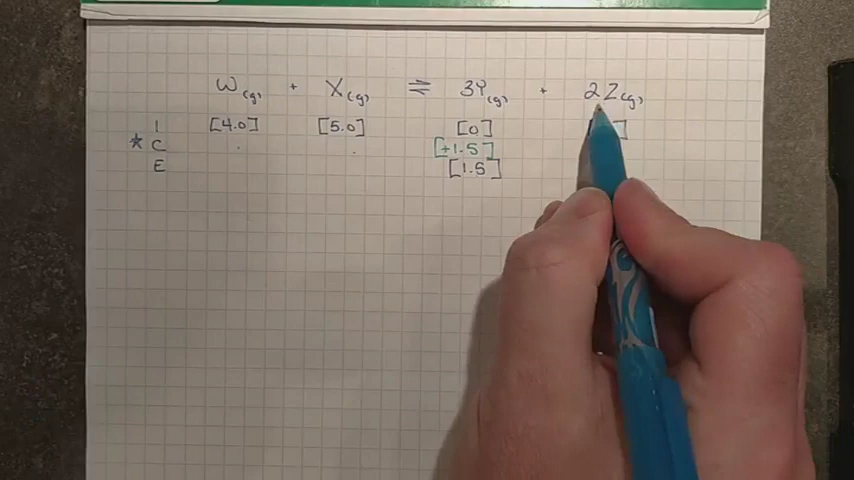 W(g) + X(g) ⇌ 3Y(g) + 2Z(g)
I [4.0] [5.0] [0] [ ]
* C [+1.5]
E [1.5]